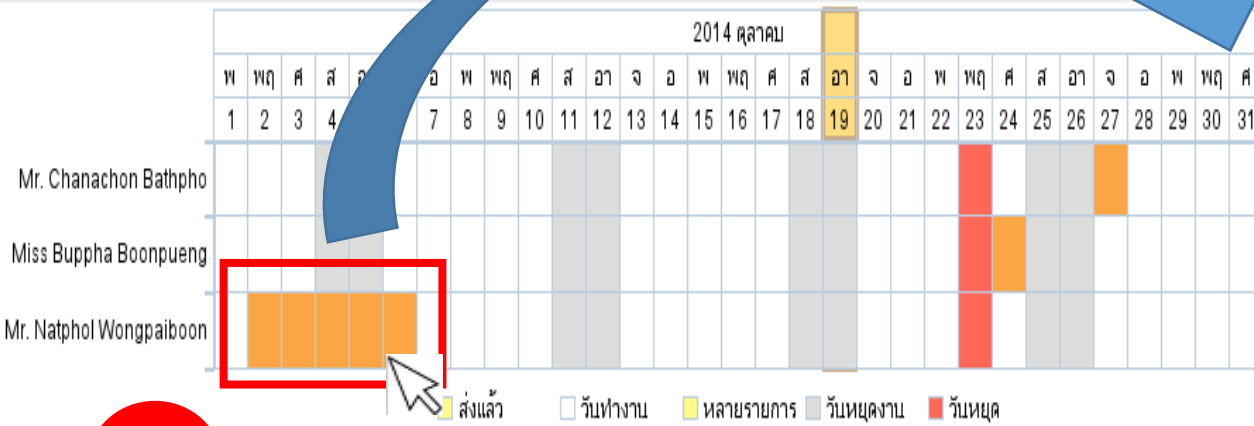 2014 ตุลาคม
พ พฤ ศ ส อ พ พฤ ศ ส อา จ อ พ พฤ ศ ส อา จ อ พ พฤ ศ ส อา จ อ พ พฤ ศ
1 2 3 4 7 8 9 10 11 12 13 14 15 16 17 18 19 20 21 22 23 24 25 26 27 28 29 30 31
Mr. Chanachon Bathpho
Miss Buppha Boonpueng
Mr. Natphol Wongpaiboon
ส่งแล้ว วันทำงาน หลายรายการ วันหยุดงาน วันหยุด